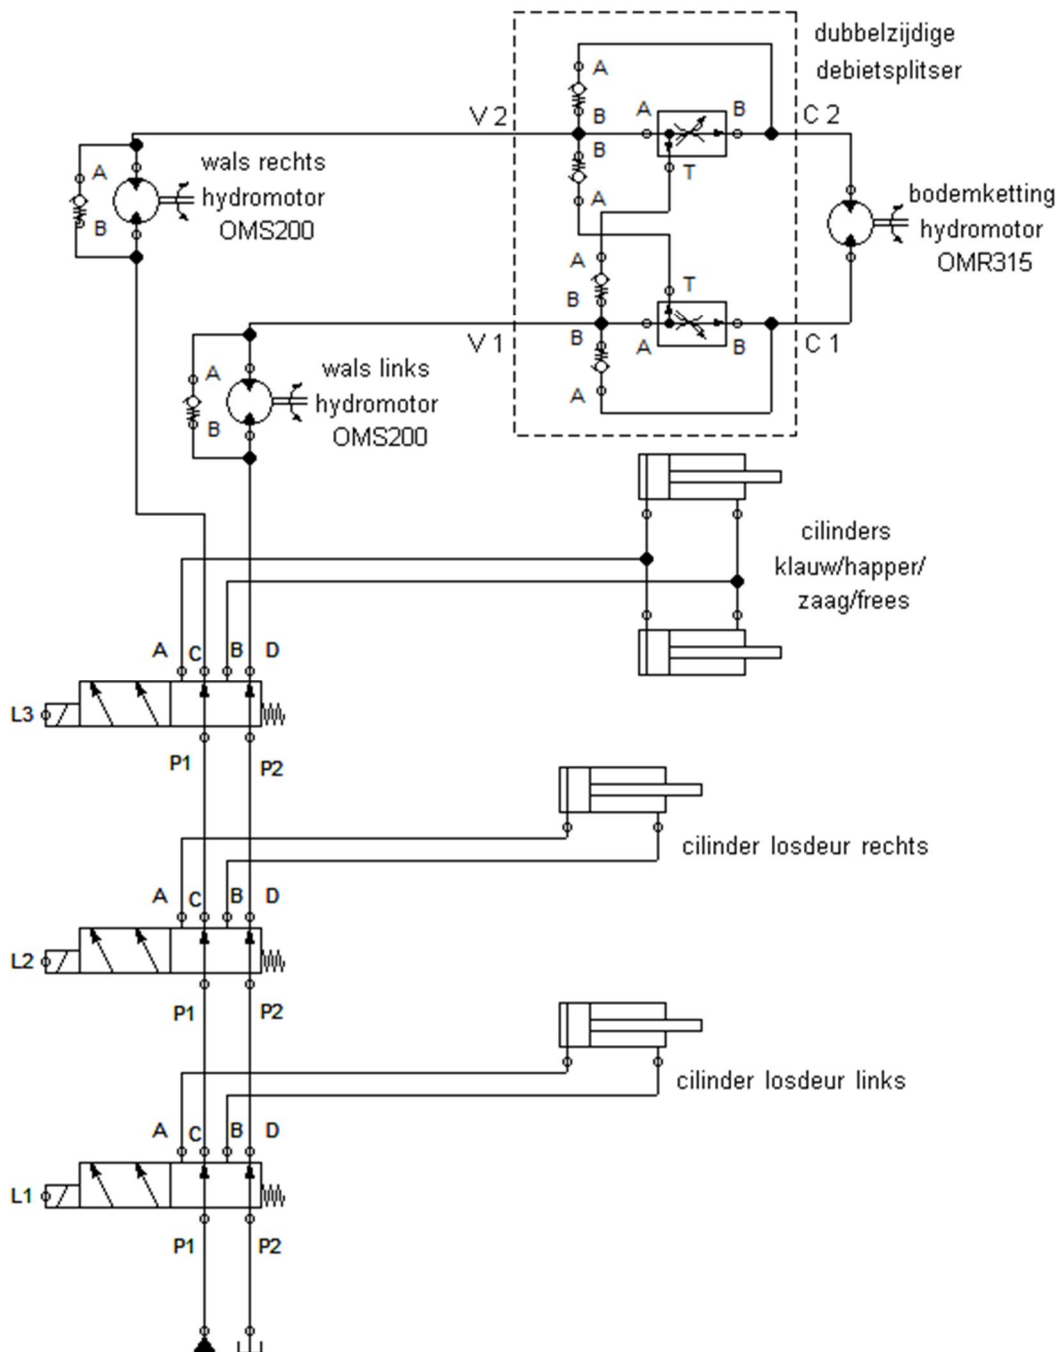 dubbelzijdige
debietsplitser
A
B
V 2
A
B
C 2
B
T
A
wals rechts
hydromotor
OMS200
A
B
bodemketting
hydromotor
OMR315
A
B
T
V 1
B
A
B
C 1
A
wals links
hydromotor
OMS200
A
B
cilinders
klauw/happer/
zaag/frees
A
C
B
D
L3
P1
P2
cilinder losdeur rechts
A
C
B
D
L2
P1
P2
cilinder losdeur links
A
C
B
D
L1
P1
P2